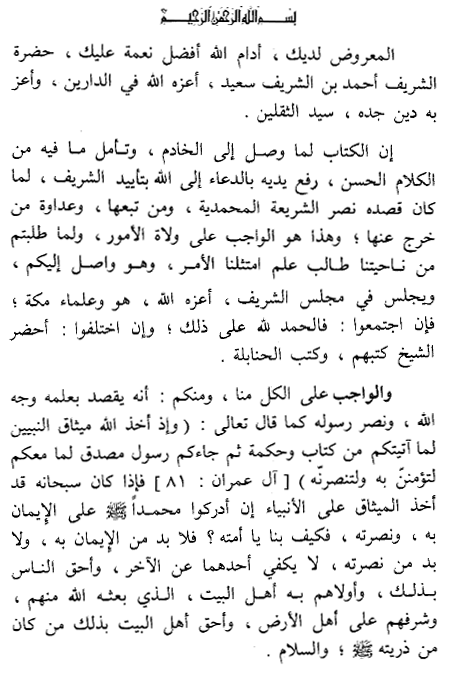 بسم الله الرحمن الرحيم
المعروض لديك ، أدام الله أفضل نعمة عليك ، حضرة
الشريف أحمد بن الشريف سعيد ، أعزه الله في الدارين ، وأعز
به دين جده ، سيد الثقلين .
إن الكتاب لما وصل إلى الخادم ، وتأمل ما فيه من
الكلام الحسن ، رفع يديه بالدعاء إلى الله بتأييد الشريف ، لما
كان قصده نصر الشريعة المحمدية ، ومن تبعها ، وعداوة من
خرج عنها ؛ وهذا هو الواجب على ولاة الأمور ، ولما طلبتم
من ناحيتنا طالب علم امتثلنا الأمر ، وهو واصل إليكم ،
ويجلس في مجلس الشريف ، أعزه الله ، هو وعلماء مكة ؛
فإن اجتمعوا : فالحمد لله على ذلك ؛ وإن اختلفوا : أحضر
الشيخ كتبهم ، وكتب الحنابلة .
والواجب على الكل منا ، ومنكم : أنه يقصد بعلمه وجه
الله ، ونصر رسوله كما قال تعالى : ( وإذ أخذ الله ميثاق النبيين
لما آتيتكم من كتاب وحكمة ثم جاءكم رسول مصدق لما معكم
لتؤمننّ به ولتنصرنّه ) [ آل عمران : ٨١ ] فإذا كان سبحانه قد
أخذ الميثاق على الأنبياء إن أدركوا محمداً ﷺ على الإيمان
به ، ونصرته ، فكيف بنا يا أمته ؟ فلا بد من الإيمان به ، ولا
بد من نصرته ، لا يكفي أحدهما عن الآخر ، وأحق الناس
بذلك ، وأولاهم به أهل البيت ، الذي بعثه الله منهم ،
وشرفهم على أهل الأرض ، وأحق أهل البيت بذلك من كان
من ذريته ﷺ ؛ والسلام .